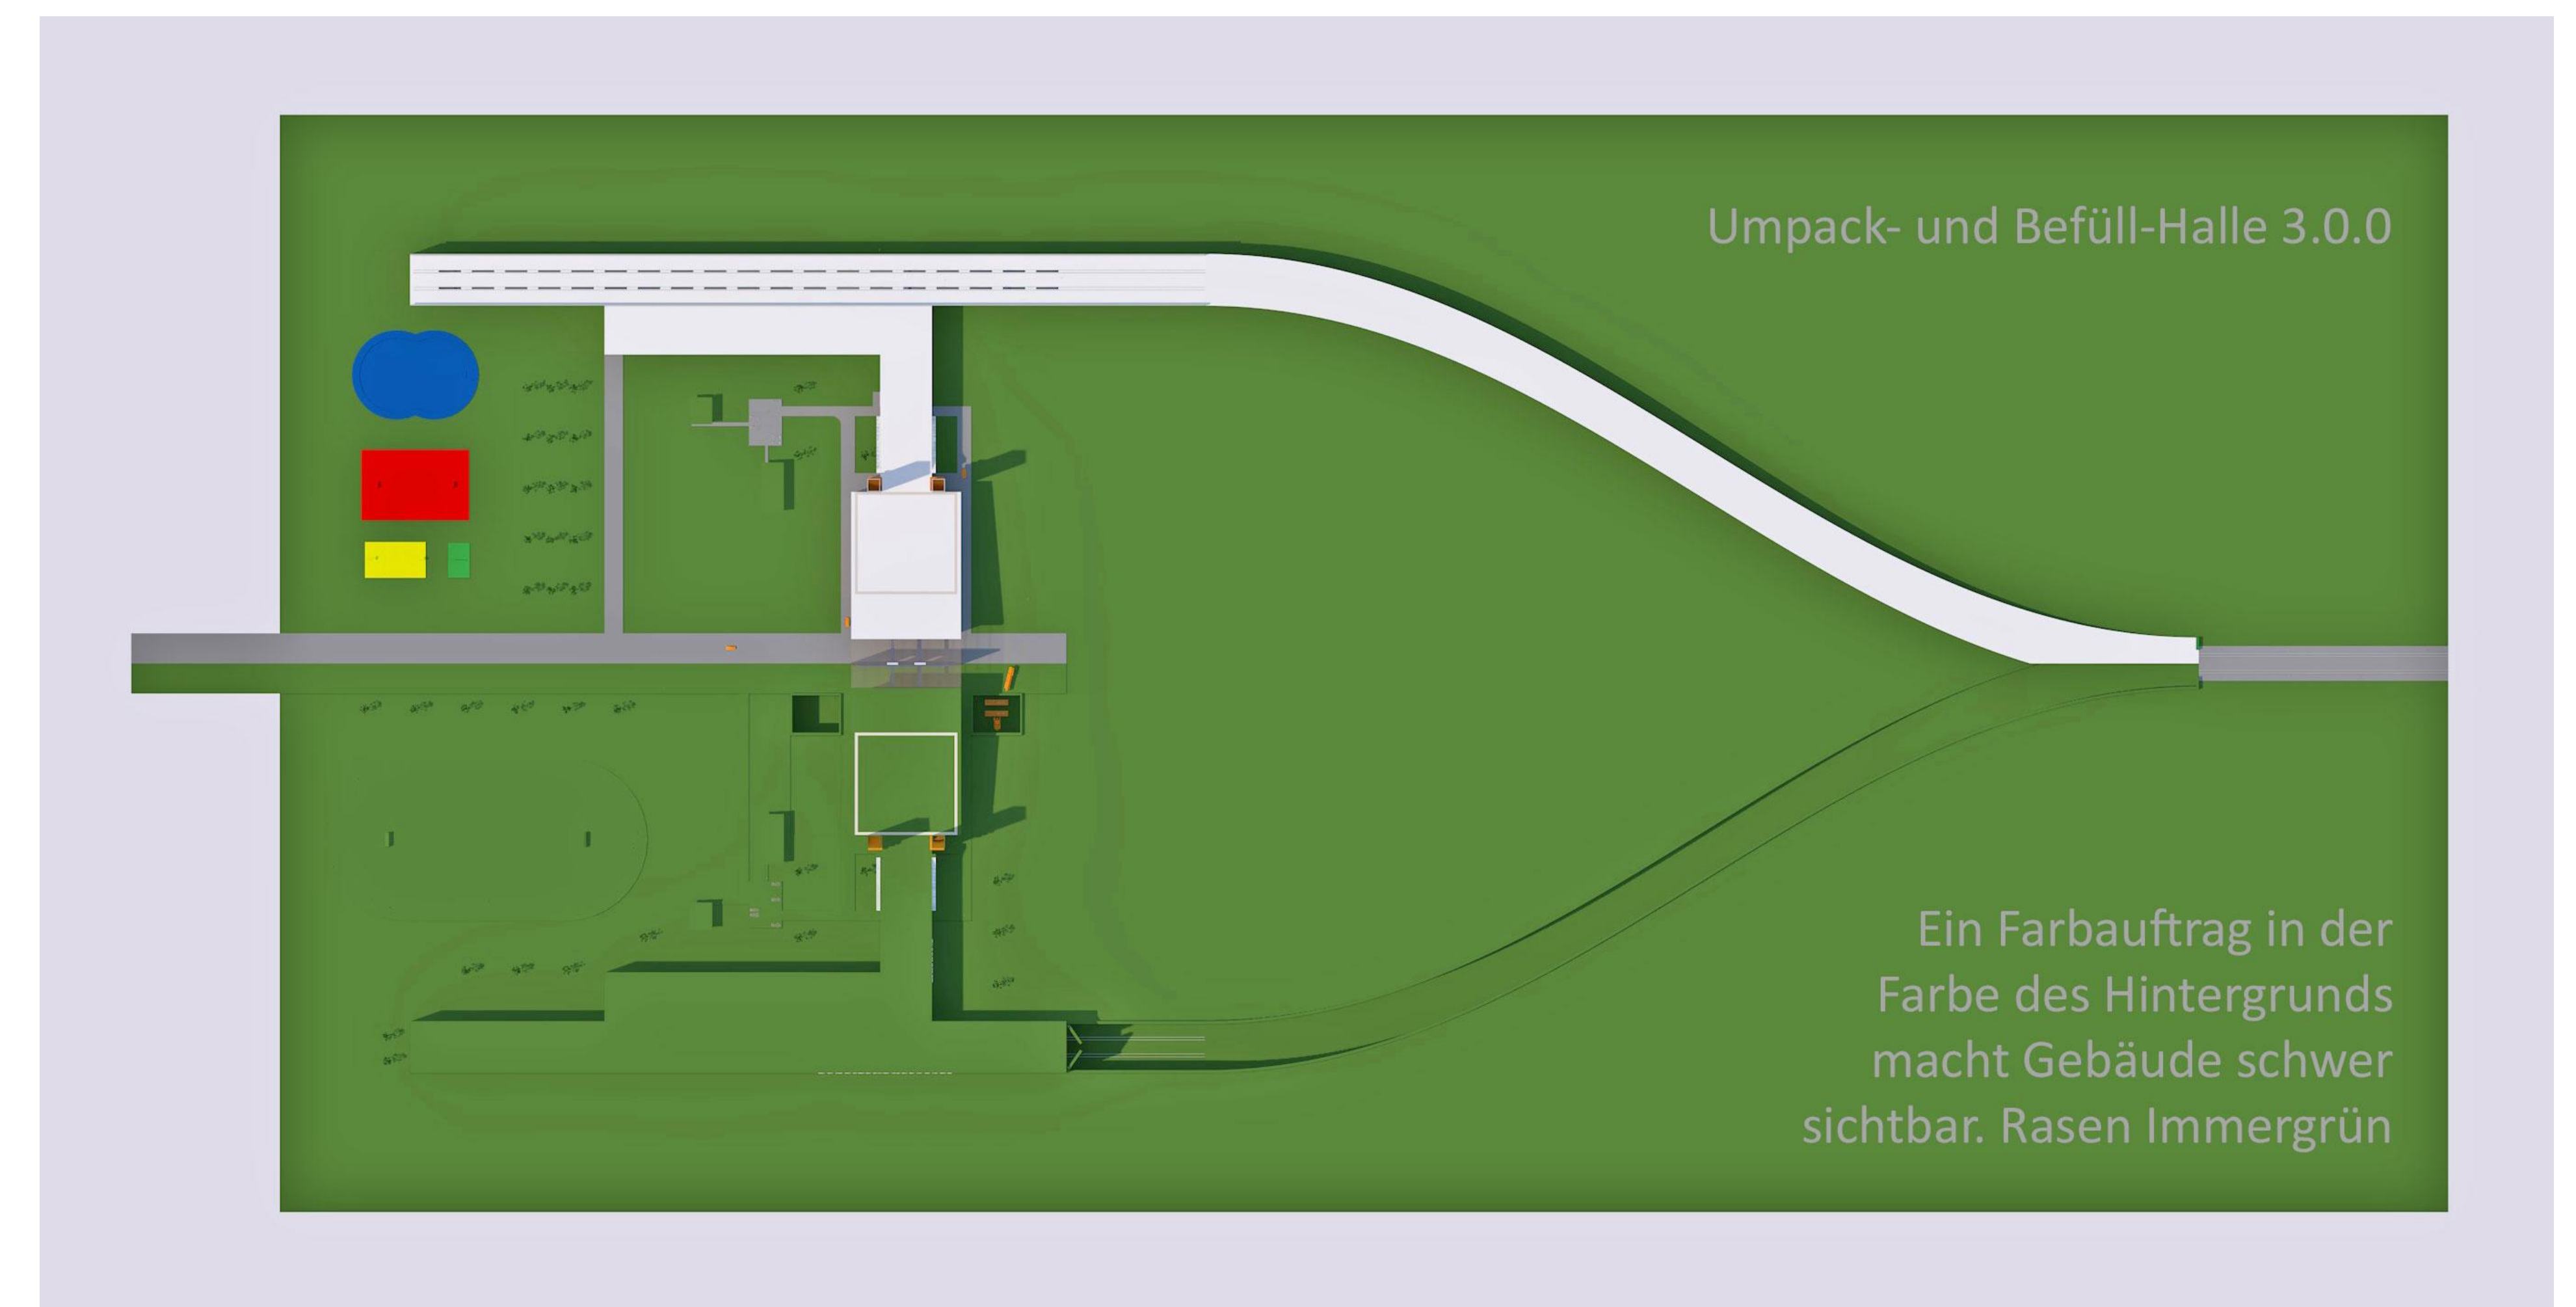 Umpack- und Befüll-Halle 3.0.0
Ein Farbauftrag in der
Farbe des Hintergrunds
macht Gebäude schwer
sichtbar. Rasen Immergrün